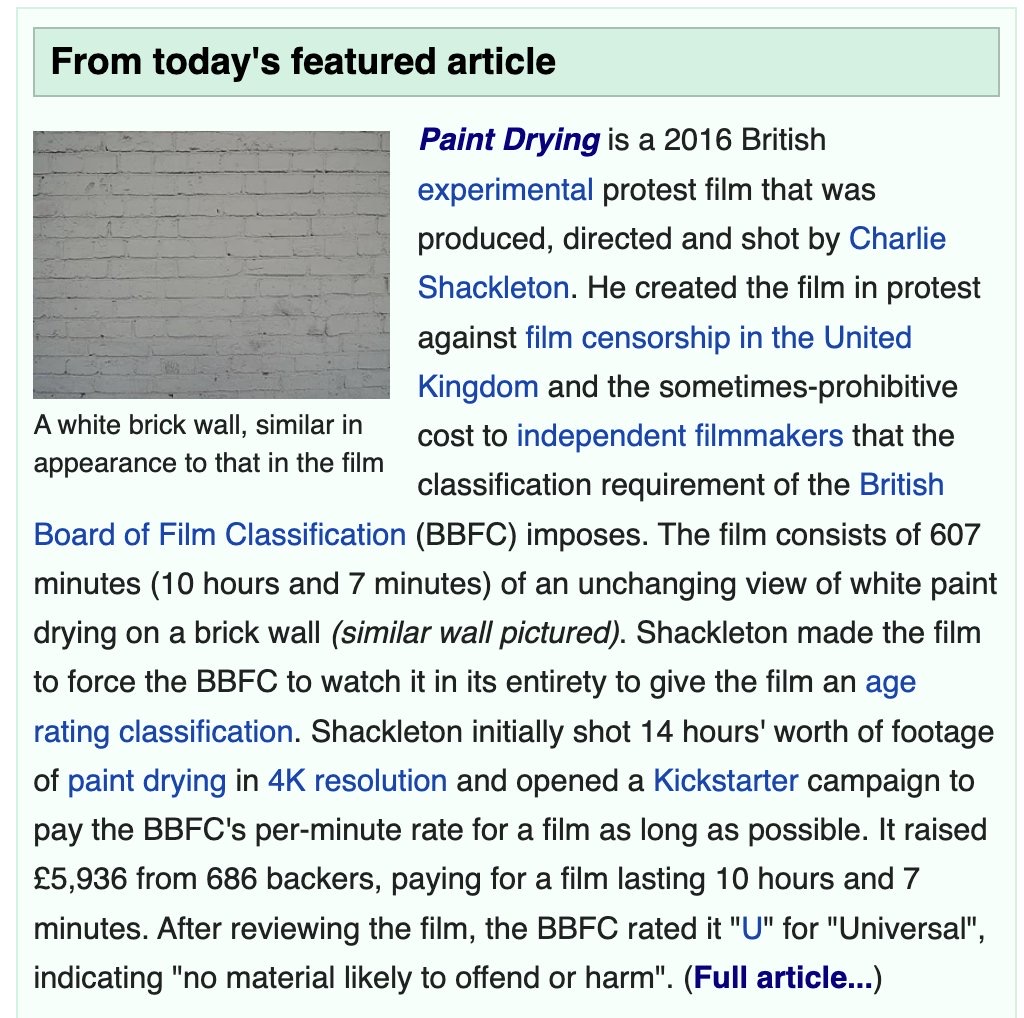 From today's featured article
Paint Drying is a 2016 British
experimental protest film that was
produced, directed and shot by Charlie
Shackleton. He created the film in protest
against film censorship in the United
Kingdom and the sometimes-prohibitive
cost to independent filmmakers that the
classification requirement of the British
A white brick wall, similar in
appearance to that in the film
Board of Film Classification (BBFC) imposes. The film consists of 607
minutes (10 hours and 7 minutes) of an unchanging view of white paint
drying on a brick wall (similar wall pictured). Shackleton made the film
to force the BBFC to watch it in its entirety to give the film an age
rating classification. Shackleton initially shot 14 hours' worth of footage
of paint drying in 4K resolution and opened a Kickstarter campaign to
pay the BBFC's per-minute rate for a film as long as possible. It raised
£5,936 from 686 backers, paying for a film lasting 10 hours and 7
minutes. After reviewing the film, the BBFC rated it "U" for "Universal",
indicating "no material likely to offend or harm". (Full article...)